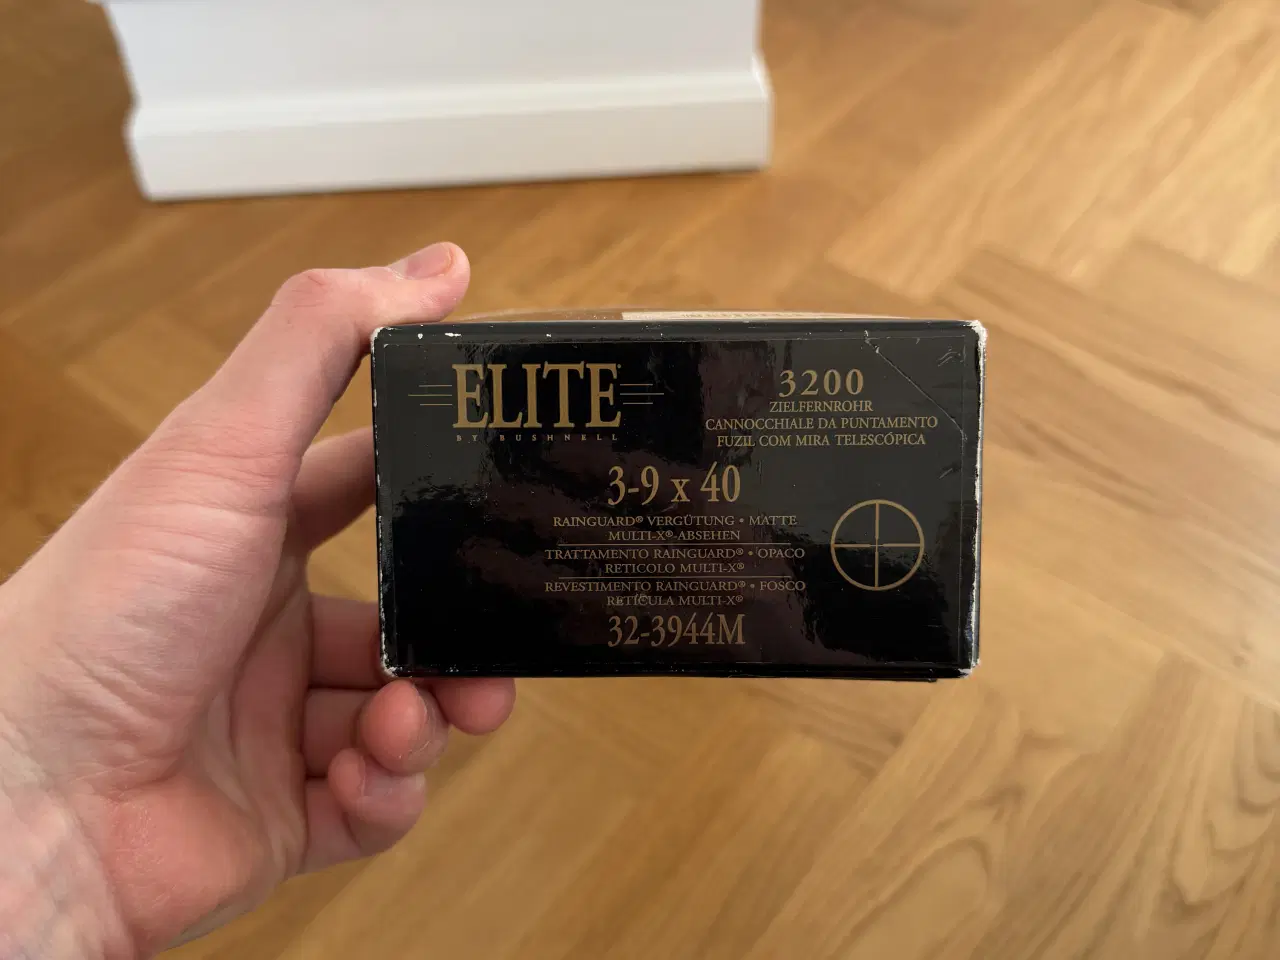 ELITE
BY BUSHNELL
3200
ZIELFERNROHR
CANNOCCHIALE DA PUNTAMENTO
FUZIL COM MIRA TELESCÓPICA
3-9 x 40
RAINGUARD® VERGÜTUNG • MATTE
MULTI-X®-ABSEHEN
TRATTAMENTO RAINGUARD® • OPACO
RETICOLO MULTI-X®
REVESTIMENTO RAINGUARD® • FOSCO
RETÍCULA MULTI-X®
32-3944M